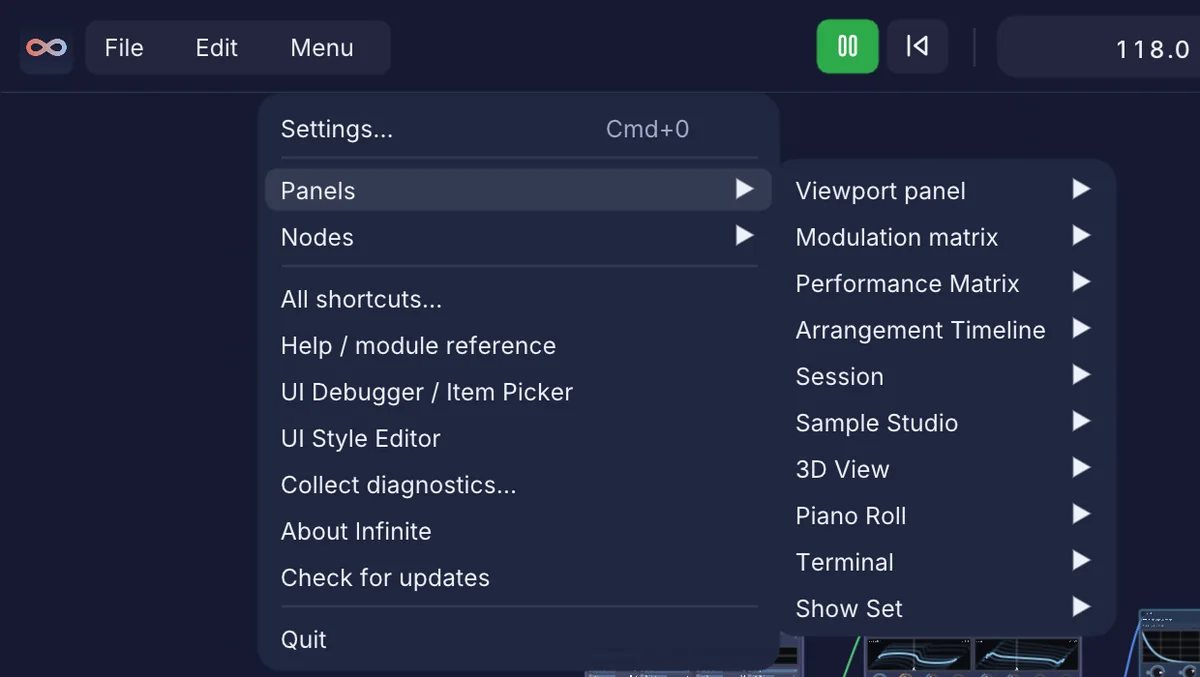 File Edit Menu 118.0
Settings... Cmd+0
Panels
Nodes
All shortcuts...
Help / module reference
UI Debugger / Item Picker
UI Style Editor
Collect diagnostics...
About Infinite
Check for updates
Quit
Viewport panel
Modulation matrix
Performance Matrix
Arrangement Timeline
Session
Sample Studio
3D View
Piano Roll
Terminal
Show Set